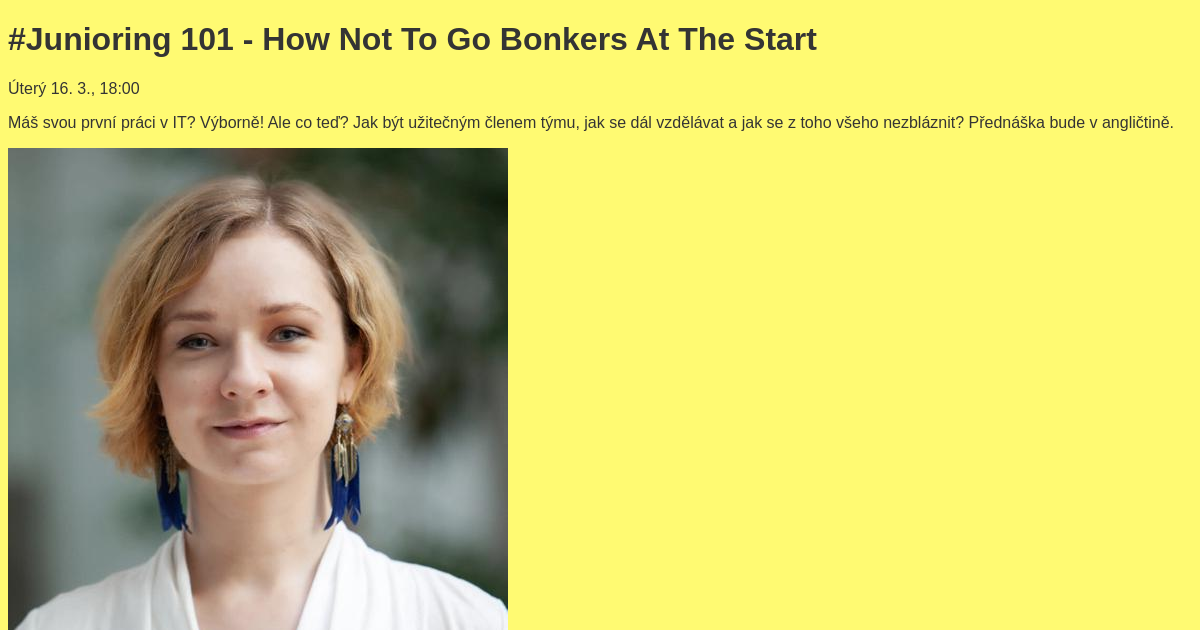 #Junioring 101 - How Not To Go Bonkers At The Start
Úterý 16. 3., 18:00
Máš svou první práci v IT? Výborně! Ale co teď? Jak být užitečným členem týmu, jak se dál vzdělávat a jak se z toho všeho nezbláznit? Přednáška bude v angličtině.